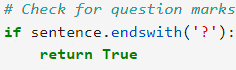 # Check for question marks
if sentence.endswith('?'):
    return True